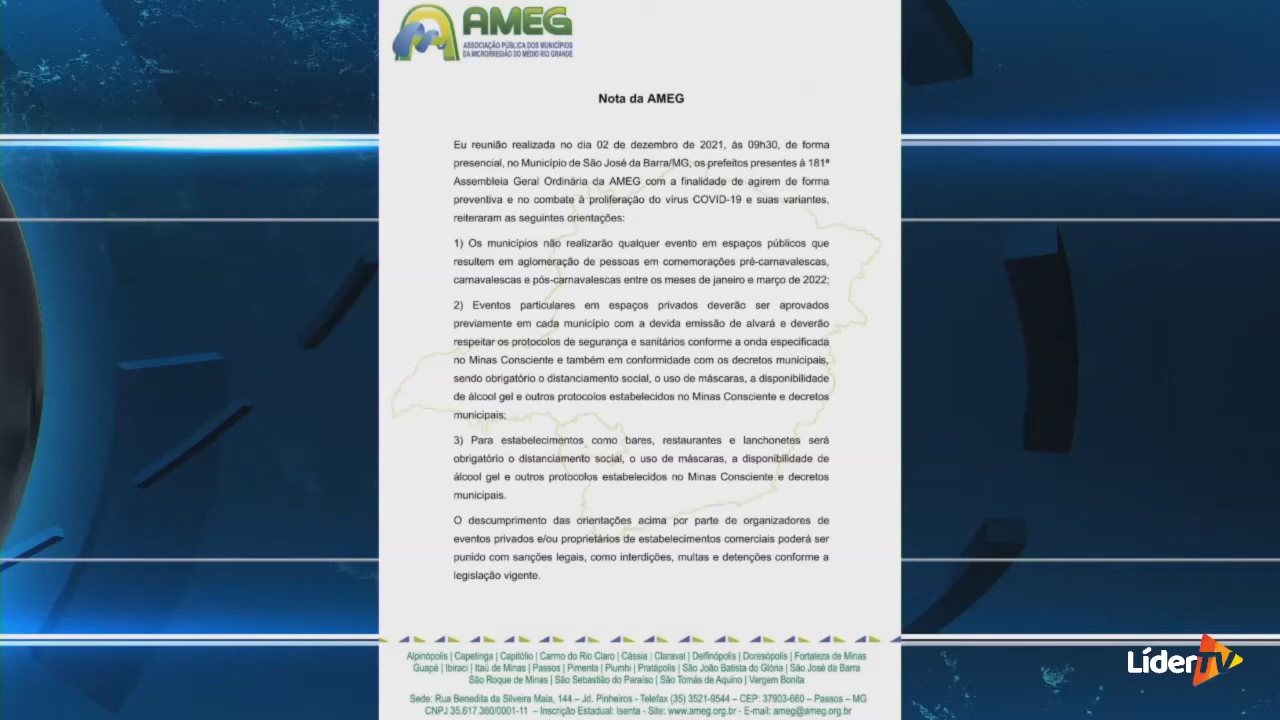 AMEG
ASSOCIAÇÃO PÚBLICA DOS MUNICÍPIOS
DA MICRORREGIÃO DO MÉDIO RIO GRANDE
Nota da AMEG
Eu reunião realizada no dia 02 de dezembro de 2021, às 09h30, de forma
presencial, no Município de São José da Barra/MG, os prefeitos presentes à 181ª
Assembleia Geral Ordinária da AMEG com a finalidade de agirem de forma
preventiva e no combate à proliferação do vírus COVID-19 e suas variantes,
reiteraram as seguintes orientações:
1) Os municípios não realizarão qualquer evento em espaços públicos que
resultem em aglomeração de pessoas em comemorações pré-carnavalescas,
carnavalescas e pós-carnavalescas entre os meses de janeiro e março de 2022;
2) Eventos particulares em espaços privados deverão ser aprovados
previamente em cada município com a devida emissão de alvará e deverão
respeitar os protocolos de segurança e sanitários conforme a onda especificada
no Minas Consciente e também em conformidade com os decretos municipais,
sendo obrigatório o distanciamento social, o uso de máscaras, a disponibilidade
de álcool gel e outros protocolos estabelecidos no Minas Consciente e decretos
municipais;
3) Para estabelecimentos como bares, restaurantes e lanchonetes será
obrigatório o distanciamento social, o uso de máscaras, a disponibilidade de
álcool gel e outros protocolos estabelecidos no Minas Consciente e decretos
municipais.
O descumprimento das orientações acima por parte de organizadores de
eventos privados e/ou proprietários de estabelecimentos comerciais poderá ser
punido com sanções legais, como interdições, multas e detenções conforme a
legislação vigente.
Alpinópolis | Capetinga | Capitólio | Carmo do Rio Claro | Cássia | Claraval | Delfinópolis | Doresópolis | Fortaleza de Minas
Guapé | Ibiraci | Itaú de Minas | Passos | Pimenta | Piumhi | Pratápolis | São João Batista do Glória | São José da Barra
São Roque de Minas | São Sebastião do Paraíso | São Tomás de Aquino | Vargem Bonita
Sede: Rua Benedita da Silveira Maia, 144 – Jd. Pinheiros - Telefax (35) 3521-9544 – CEP: 37903-660 – Passos – MG
CNPJ 35.617.360/0001-11 – Inscrição Estadual: Isenta - Site: www.ameg.org.br - E-mail: ameg@ameg.org.br
Líder TV